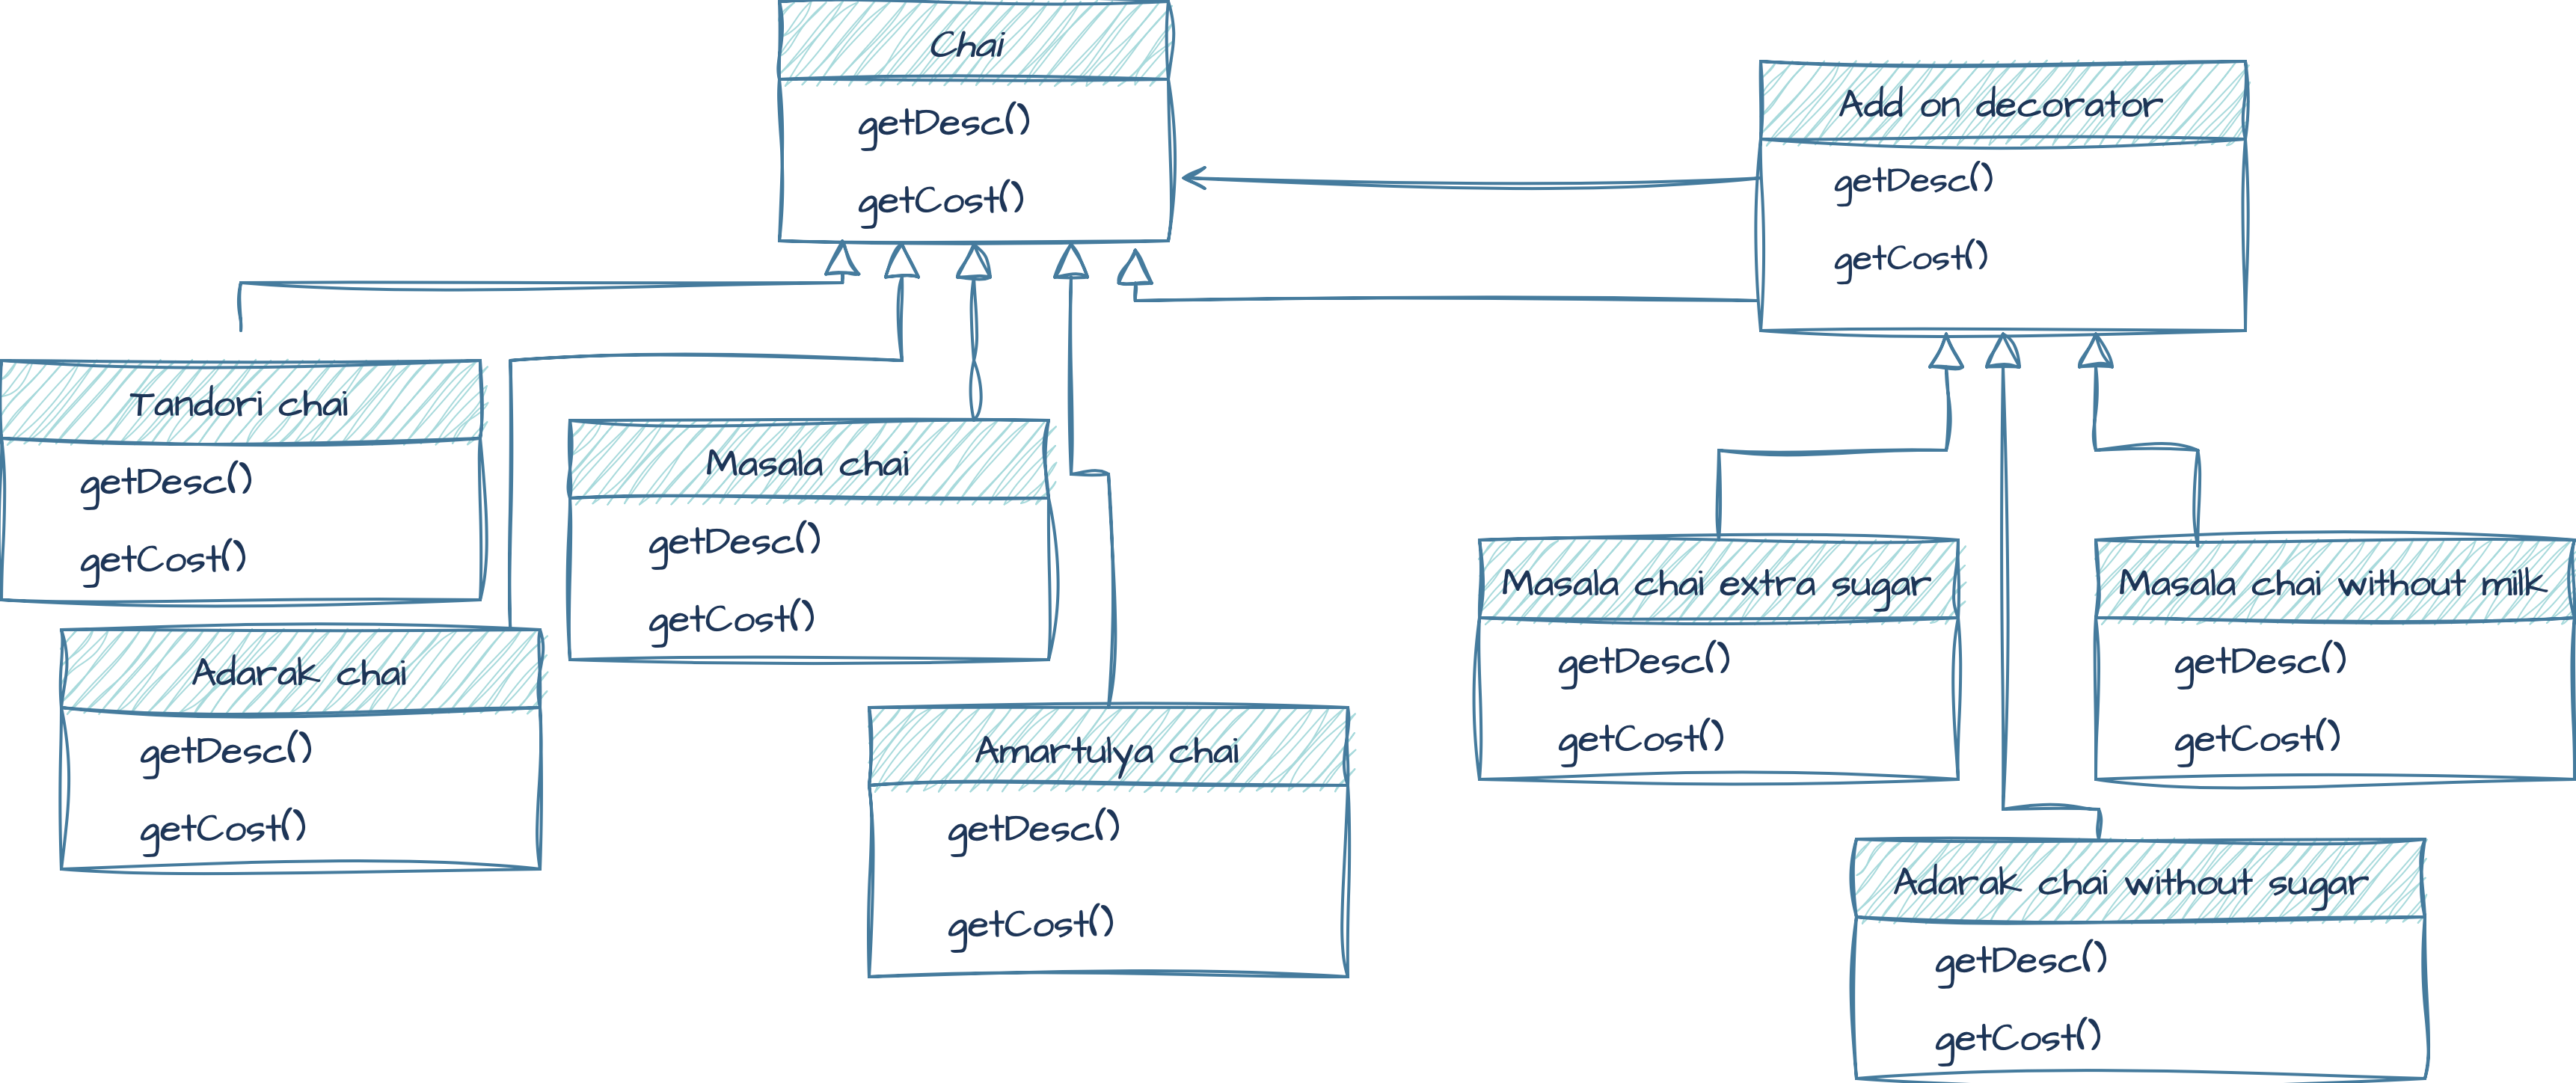 Chai
getDesc()
getCost()
Add on decorator
getDesc()
getCost()
Tandori chai
getDesc()
getCost()
Masala chai
getDesc()
getCost()
Adarak chai
getDesc()
getCost()
Amartulya chai
getDesc()
getCost()
Masala chai extra sugar
getDesc()
getCost()
Masala chai without milk
getDesc()
getCost()
Adarak chai without sugar
getDesc()
getCost()